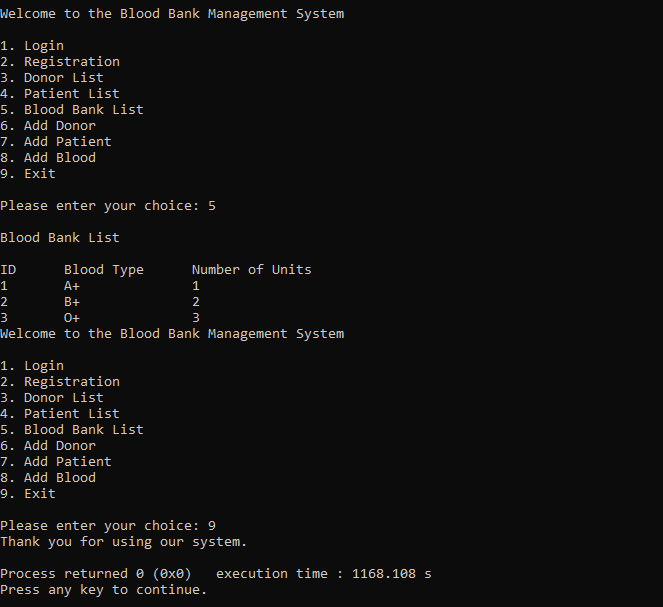 Welcome to the Blood Bank Management System
1. Login
2. Registration
3. Donor List
4. Patient List
5. Blood Bank List
6. Add Donor
7. Add Patient
8. Add Blood
9. Exit
Please enter your choice: 5
Blood Bank List
ID      Blood Type      Number of Units
1       A+              1
2       B+              2
3       O+              3
Welcome to the Blood Bank Management System
1. Login
2. Registration
3. Donor List
4. Patient List
5. Blood Bank List
6. Add Donor
7. Add Patient
8. Add Blood
9. Exit
Please enter your choice: 9
Thank you for using our system.
Process returned 0 (0x0)   execution time : 1168.108 s
Press any key to continue.